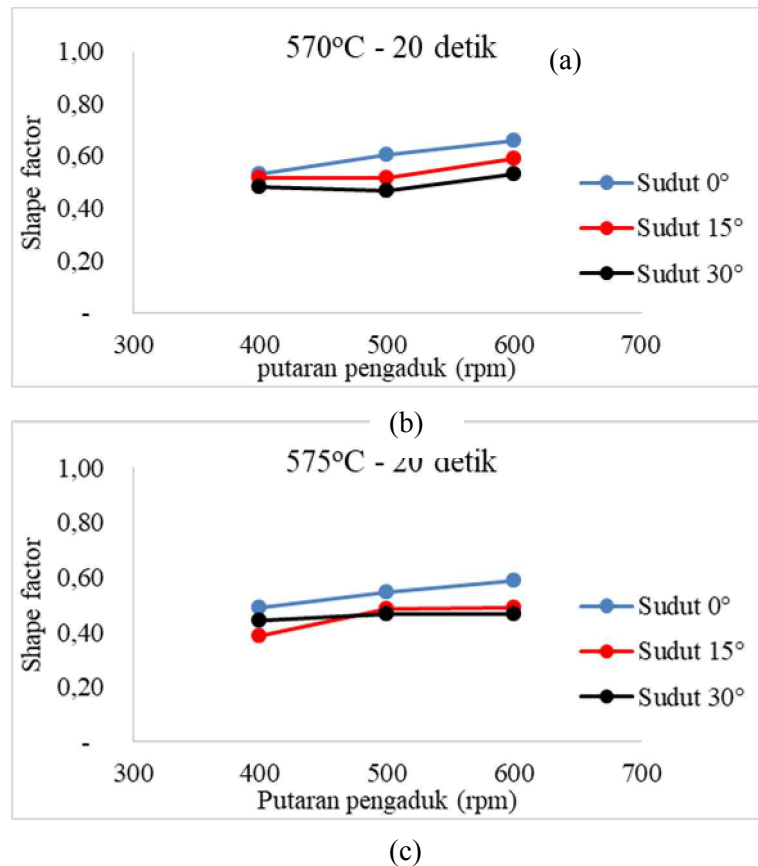 570°C - 20 detik
(a)
1,00
0,80
0,60
0,40
0,20
-
Shape factor
300 400 500 600 700
putaran pengaduk (rpm)
Sudut 0°
Sudut 15°
Sudut 30°
(b)
575°C - 20 detik
1,00
0,80
0,60
0,40
0,20
-
Shape factor
300 400 500 600 700
Putaran pengaduk (rpm)
Sudut 0°
Sudut 15°
Sudut 30°
(c)